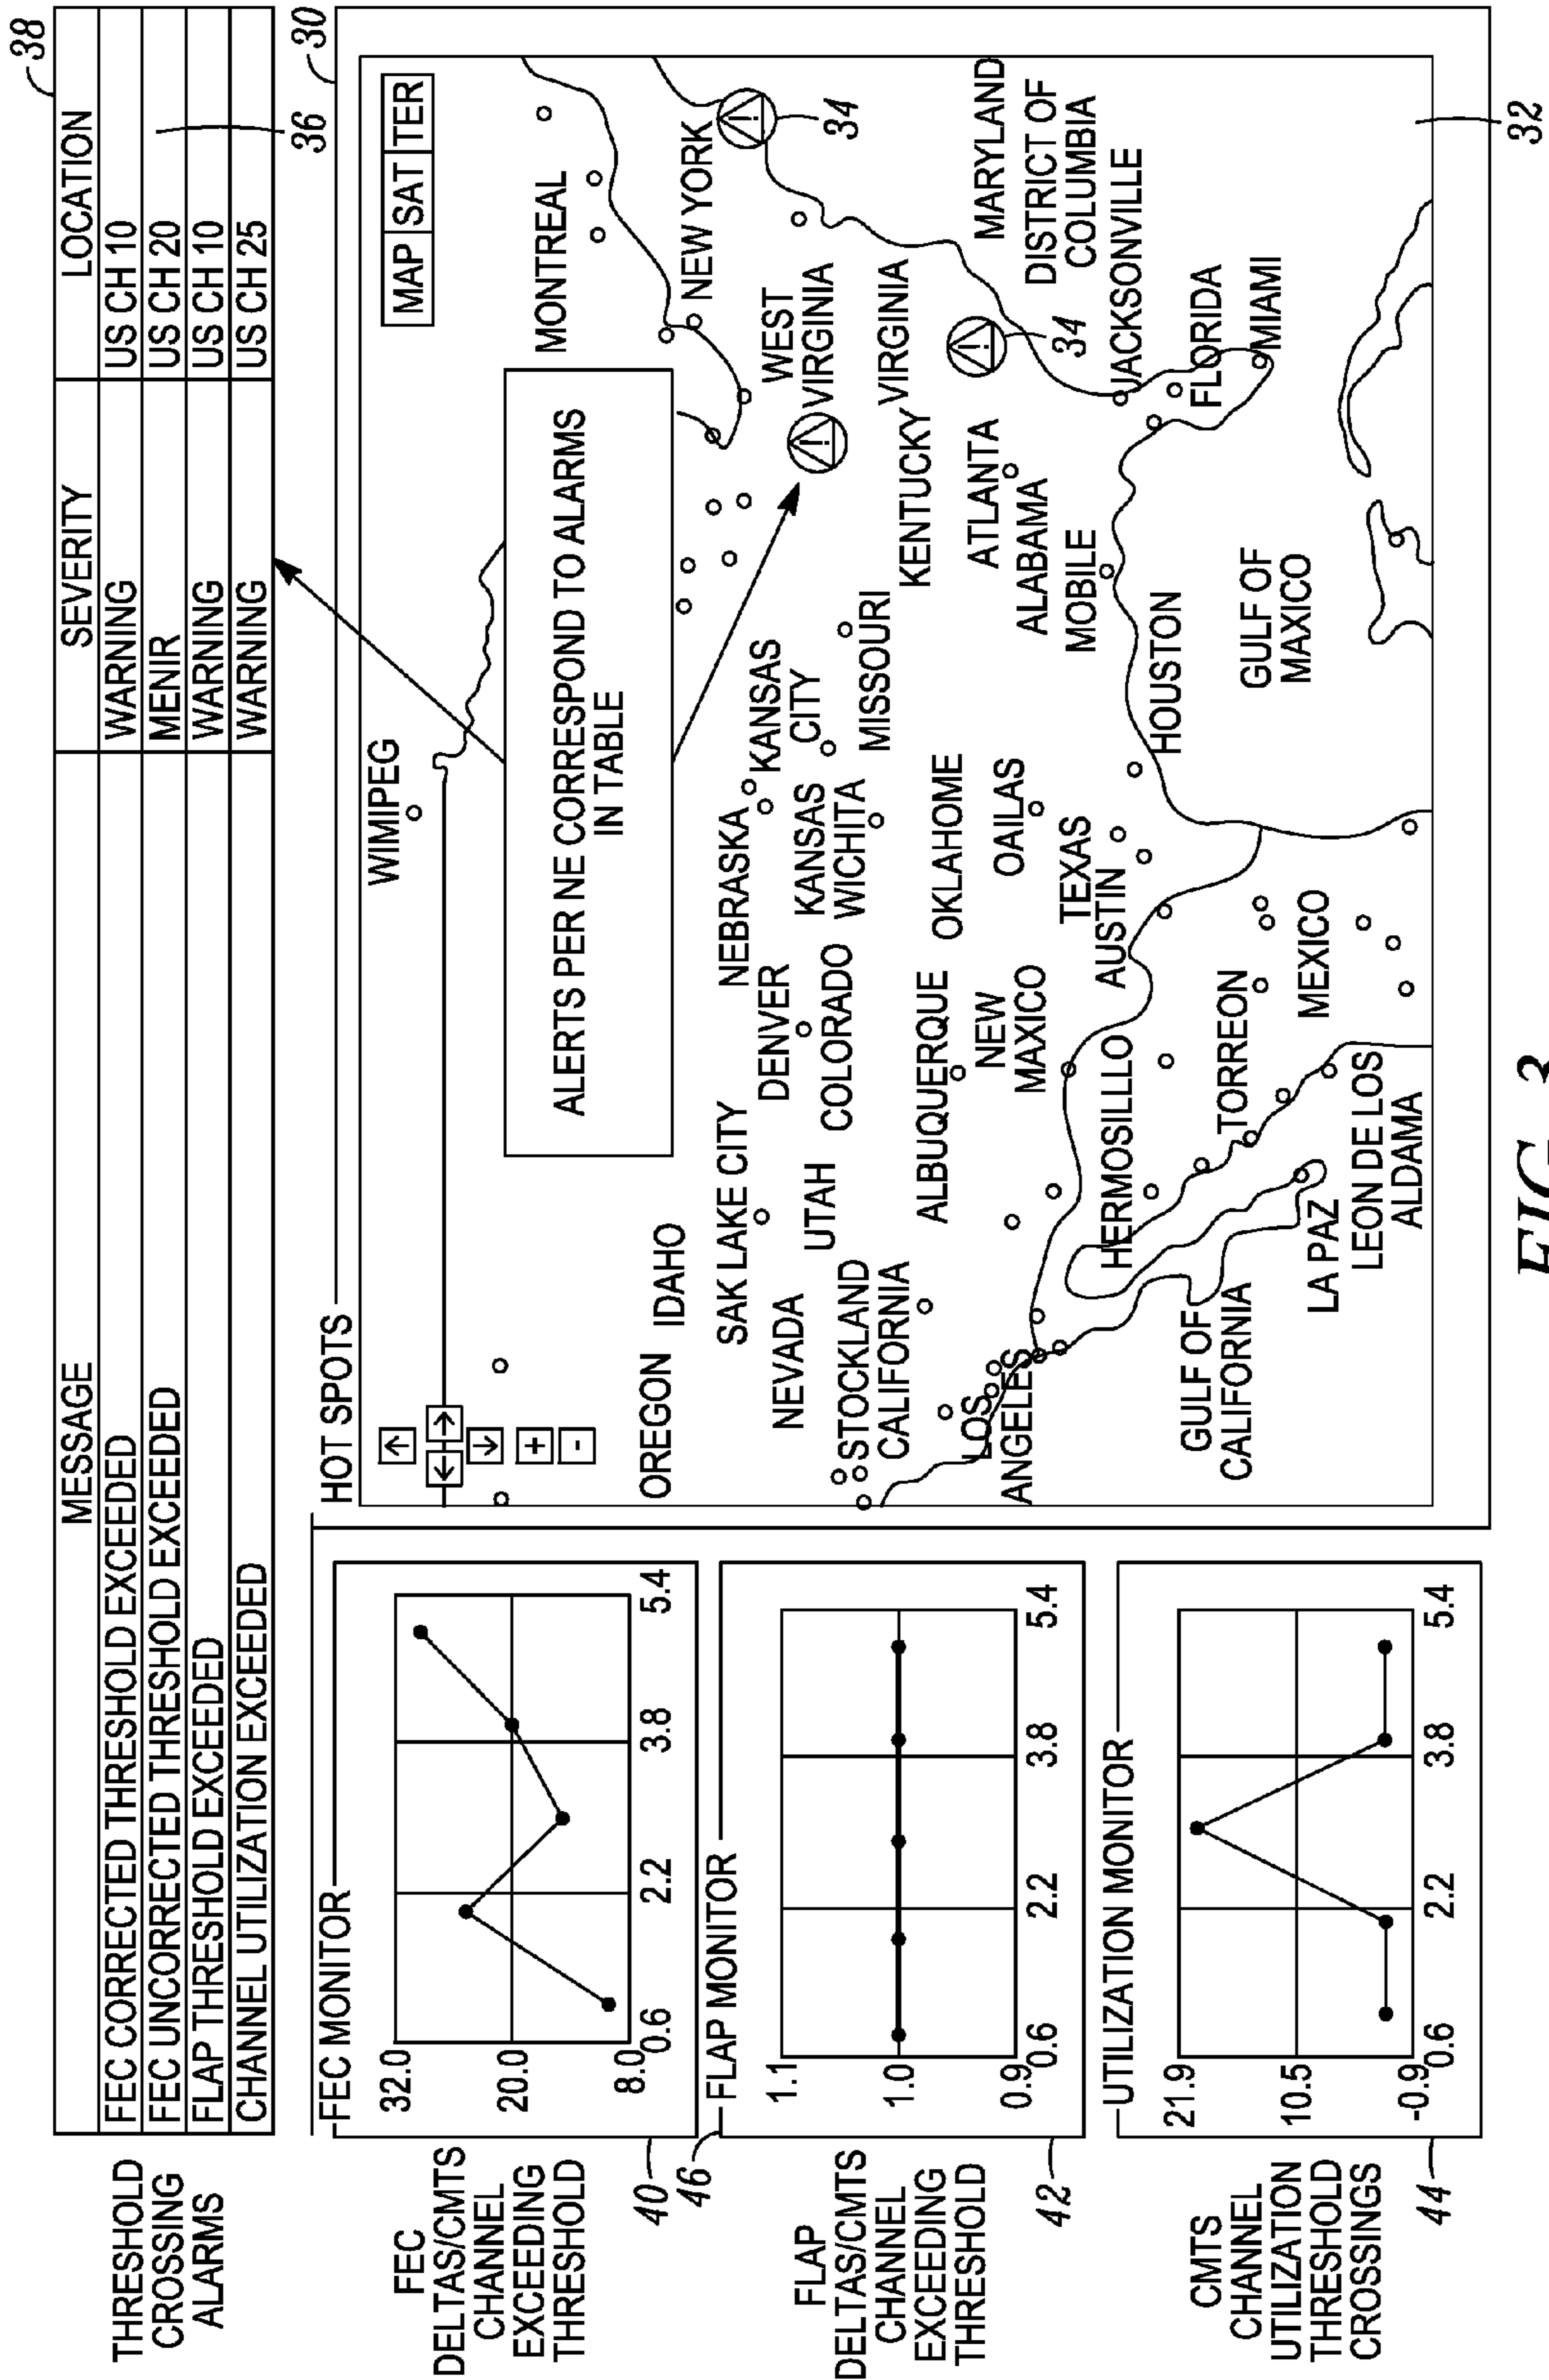 38
MESSAGE SEVERITY LOCATION
FEC CORRECTED THRESHOLD EXCEEDED WARNING US CH 10
FEC UNCORRECTED THRESHOLD EXCEEDED MENIR US CH 20
FLAP THRESHOLD EXCEEDED WARNING US CH 10
CHANNEL UTILIZATION EXCEEDED WARNING US CH 25
THRESHOLD
CROSSING
ALARMS
36
30
FEC MONITOR
32.0
20.0
8.0
0.6 2.2 3.8 5.4
FEC
DELTAS/CMTS
CHANNEL
EXCEEDING
THRESHOLD
40
46
FLAP MONITOR
1.1
1.0
0.9
0.6 2.2 3.8 5.4
FLAP
DELTAS/CMTS
CHANNEL
EXCEEDING
THRESHOLD
42
UTILIZATION MONITOR
21.9
10.5
-0.9
0.6 2.2 3.8 5.4
CMTS
CHANNEL
UTILIZATION
THRESHOLD
CROSSINGS
44
HOT SPOTS
MAP SAT TER
+
-
WIMIPEG
ALERTS PER NE CORRESPOND TO ALARMS
IN TABLE
MONTREAL
OREGON IDAHO
NEW YORK
34
SAK LAKE CITY
NEBRASKA
KANSAS
CITY
WEST
VIRGINIA
NEVADA
DENVER
UTAH
COLORADO
KANSAS
WICHITA
MISSOURI
STOCKLAND
CALIFORNIA
VIRGINIA
KENTUCKY
ALBUQUERQUE
OKLAHOME
NEW
MAXICO
OAILAS
ATLANTA
ALABAMA
34
MARYLAND
DISTRICT OF
COLUMBIA
LOS
ANGELES
TEXAS
AUSTIN
MOBILE
JACKSONVILLE
HERMOSILLLO
HOUSTON
FLORIDA
MIAMI
GULF OF
CALIFORNIA
TORREON
GULF OF
MAXICO
MEXICO
LA PAZ
LEON DE LOS
ALDAMA
32
FIG. 3